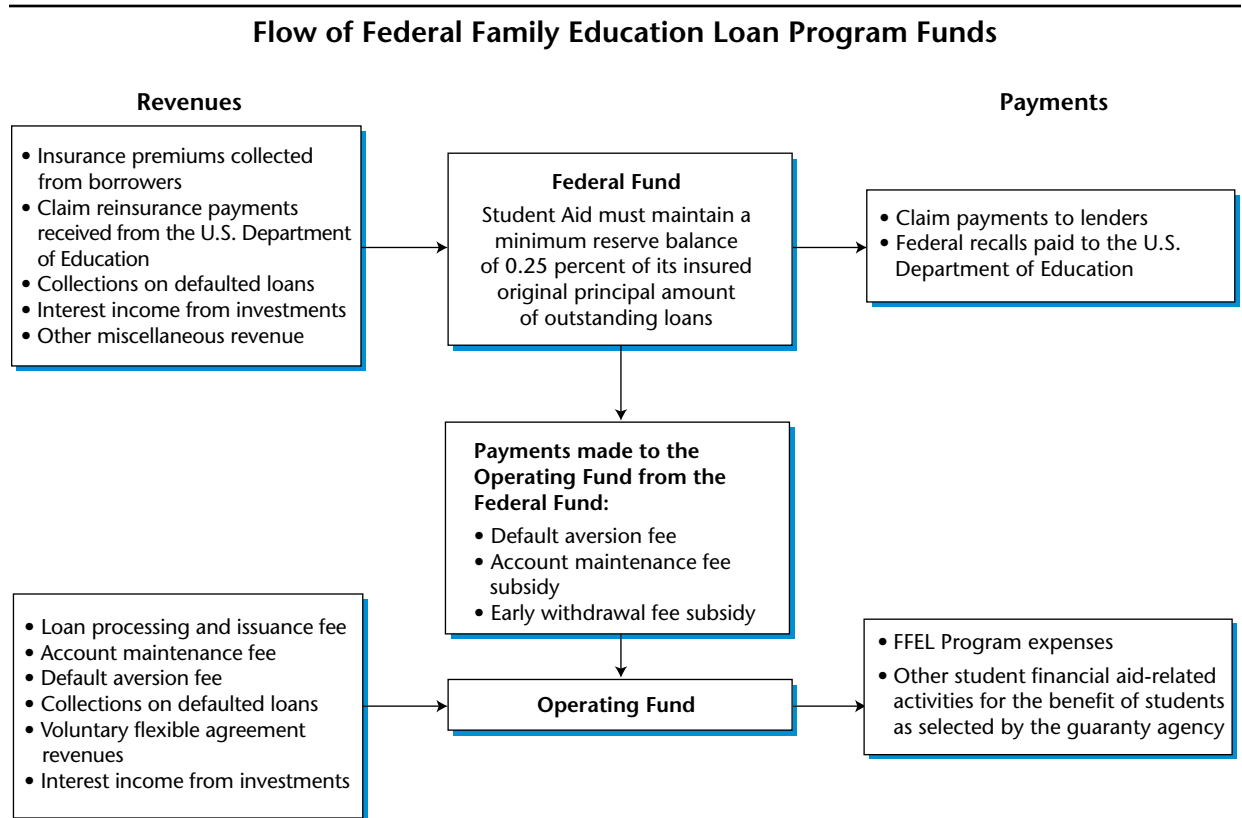 Flow of Federal Family Education Loan Program Funds
Revenues
Payments
• Insurance premiums collected
from borrowers
• Claim reinsurance payments
received from the U.S. Department
of Education
• Collections on defaulted loans
• Interest income from investments
• Other miscellaneous revenue
Federal Fund
Student Aid must maintain a
minimum reserve balance
of 0.25 percent of its insured
original principal amount
of outstanding loans
• Claim payments to lenders
• Federal recalls paid to the U.S.
Department of Education
Payments made to the
Operating Fund from the
Federal Fund:
• Default aversion fee
• Account maintenance fee
subsidy
• Early withdrawal fee subsidy
• Loan processing and issuance fee
• Account maintenance fee
• Default aversion fee
• Collections on defaulted loans
• Voluntary flexible agreement
revenues
• Interest income from investments
Operating Fund
• FFEL Program expenses
• Other student financial aid-related
activities for the benefit of students
as selected by the guaranty agency